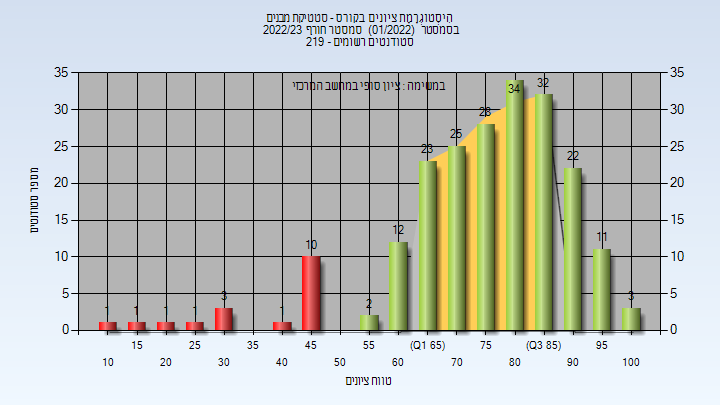 היסטוגרמת ציונים בקורס - סטטיקת מבנים
בסמסטר (01/2022) סמסטר חורף 2022/23
סטודנטים רשומים - 219
במשימה : ציון סופי במחשב המרכזי
מספר סטודנטים
35 30 25 20 15 10 5 0
35 30 25 20 15 10 5 0
1 1 1 1 3 1 10 2 12 23 25 28 34 32 22 11 3
15 25 35 45 55 (Q1 65) 75 (Q3 85) 95
10 20 30 40 50 60 70 80 90 100
טווח ציונים